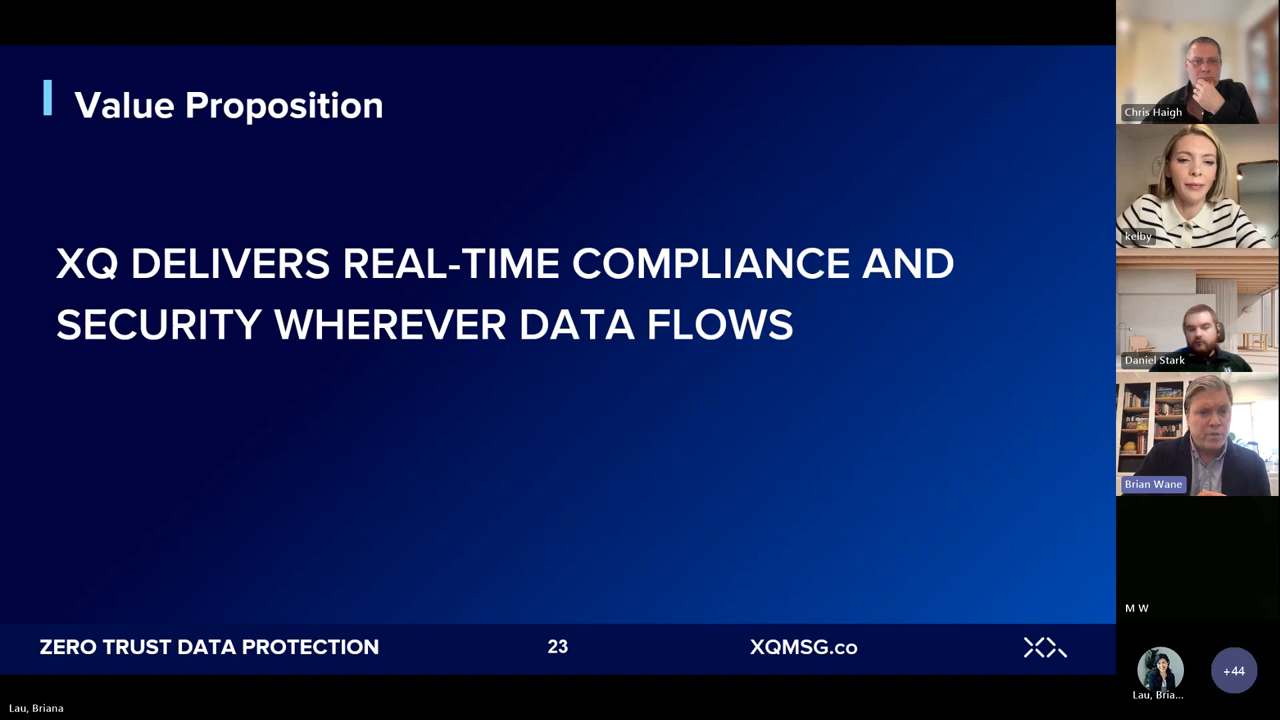 Value Proposition
XQ DELIVERS REAL-TIME COMPLIANCE AND
SECURITY WHEREVER DATA FLOWS
ZERO TRUST DATA PROTECTION
23
XQMSG.co
Chris Haigh
kelby
Daniel Stark
Brian Wane
M W
Lau, Bria...
+44
Lau, Briana